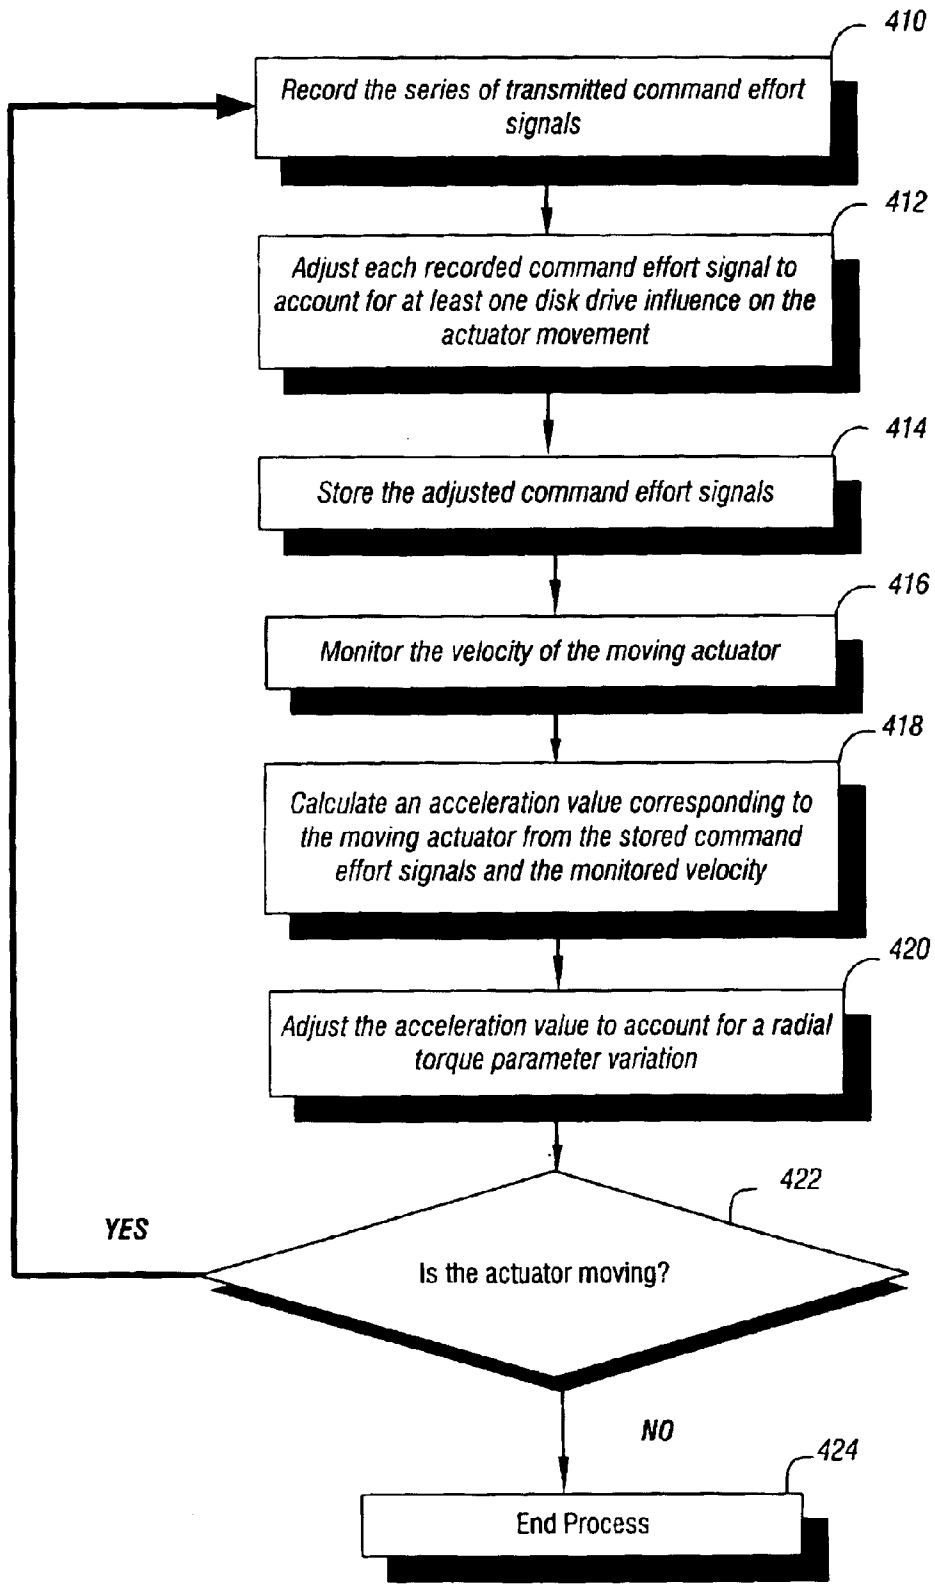 410
Record the series of transmitted command effort
signals
412
Adjust each recorded command effort signal to
account for at least one disk drive influence on the
actuator movement
414
Store the adjusted command effort signals
416
Monitor the velocity of the moving actuator
418
Calculate an acceleration value corresponding to
the moving actuator from the stored command
effort signals and the monitored velocity
420
Adjust the acceleration value to account for a radial
torque parameter variation
422
YES
Is the actuator moving?
NO
424
End Process